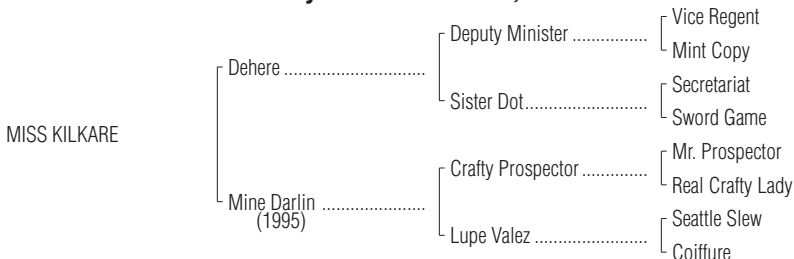 Vice Regent
Deputy Minister ................
Mint Copy
Dehere .............................
Secretariat
Sister Dot.........................
Sword Game
MISS KILKARE
Mr. Prospector
Crafty Prospector ..............
Real Crafty Lady
Mine Darlin .....................
(1995)
Seattle Slew
Lupe Valez .......................
Coiffure